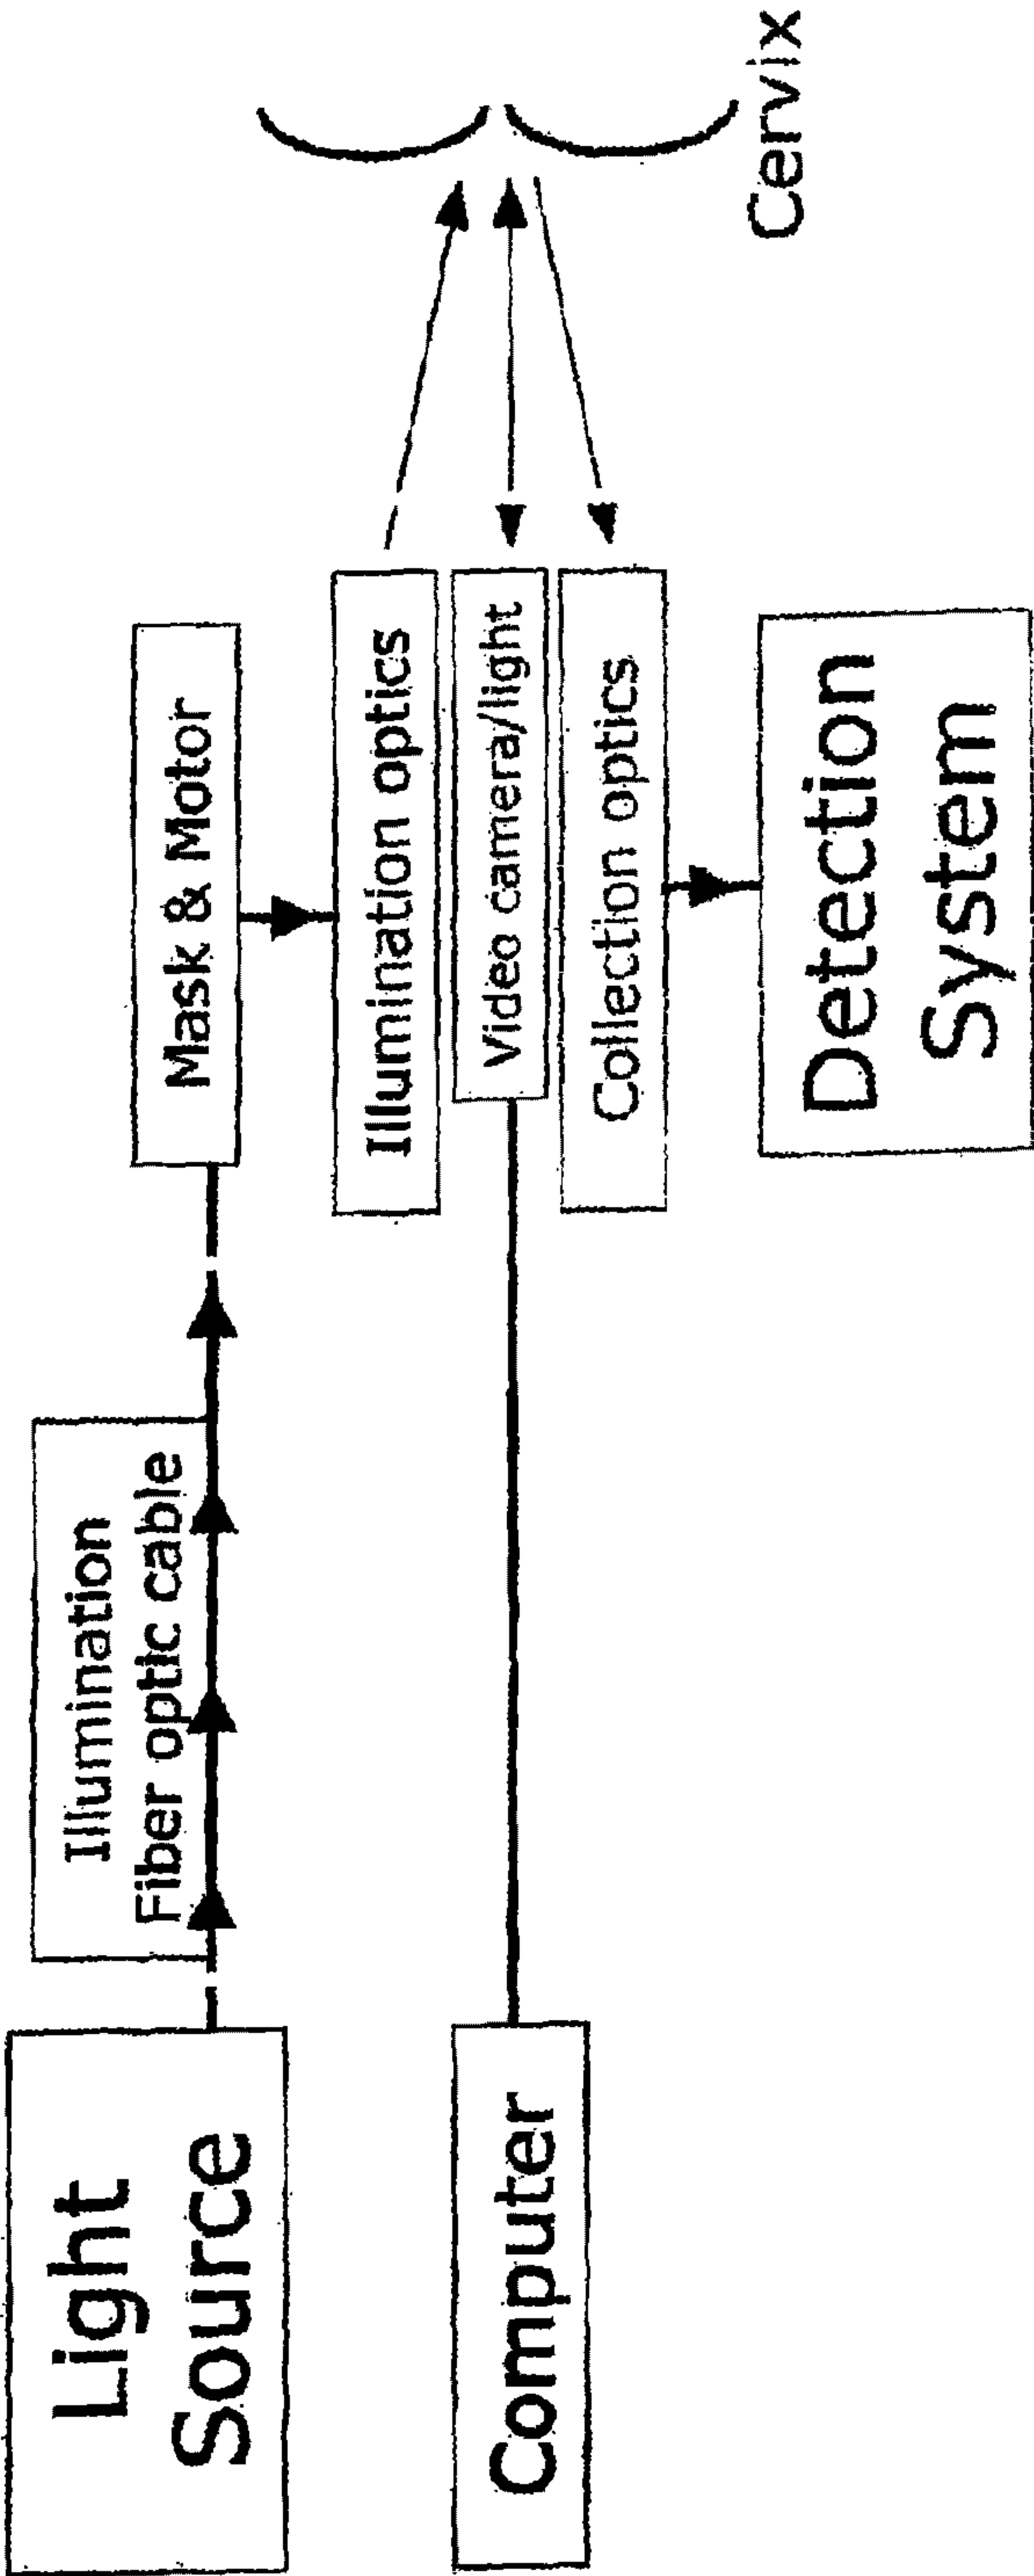 Light
Source
Illumination
Fiber optic cable
Mask & Motor
Illumination optics
Video camera/light
Collection optics
Computer
Detection
System
Cervix